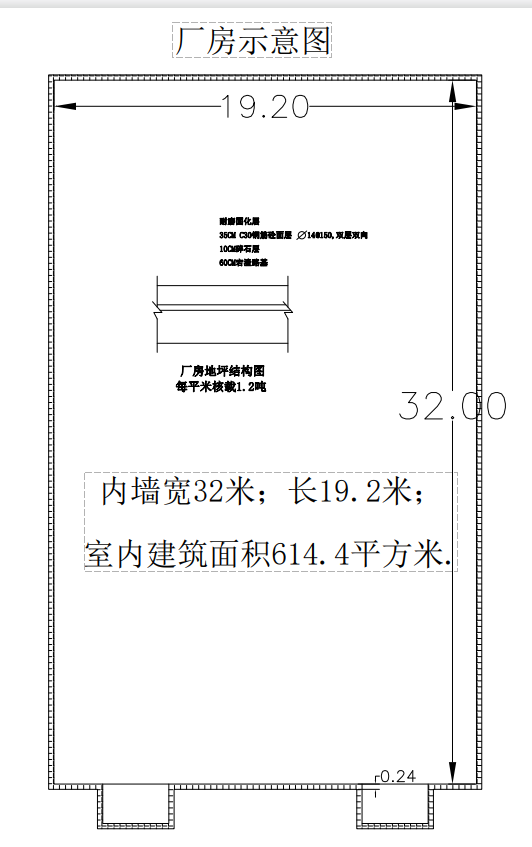 厂房示意图
19.20
耐磨固化层
35CM C30钢筋砼面层 ∅14@150,双层双向
10CM碎石层
60CM宕渣路基
厂房地坪结构图
每平米核载1.2吨
32.00
内墙宽32米；长19.2米；
室内建筑面积614.4平方米.
0.24